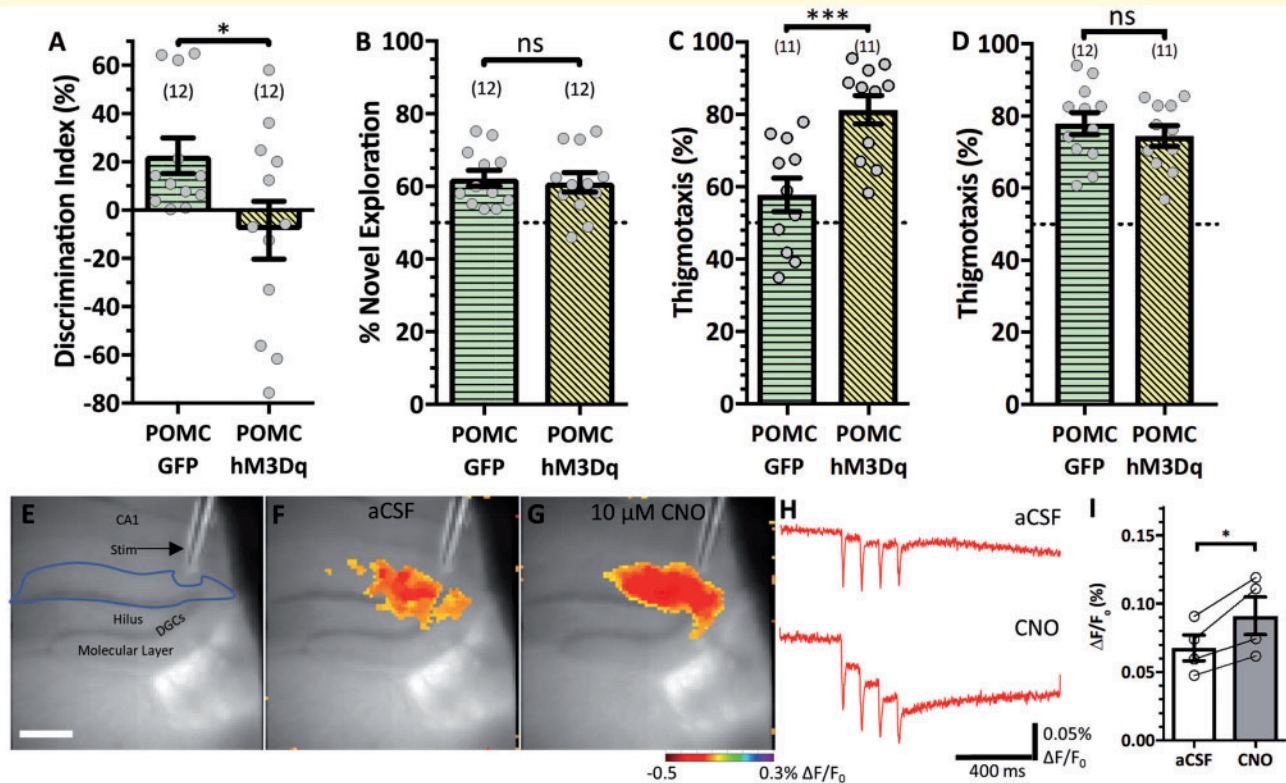 A
*
(12)
(12)
Discrimination Index (%)
60
40
20
0
-20
-40
-60
-80
POMC GFP
POMC hM3Dq
B
ns
(12)
(12)
% Novel Exploration
100
80
60
40
20
0
POMC GFP
POMC hM3Dq
C
***
(11)
(11)
Thigmotaxis (%)
100
80
60
40
20
0
POMC GFP
POMC hM3Dq
D
ns
(12)
(11)
Thigmotaxis (%)
100
80
60
40
20
0
POMC GFP
POMC hM3Dq
E
CA1
Stim
Hilus
DGCs
Molecular Layer
F
aCSF
G
10 μM CNO
-0.5
0.3% ΔF/F₀
H
aCSF
CNO
0.05%
ΔF/F₀
400 ms
I
*
ΔF/Fₒ (%)
0.15
0.10
0.05
0.00
aCSF
CNO